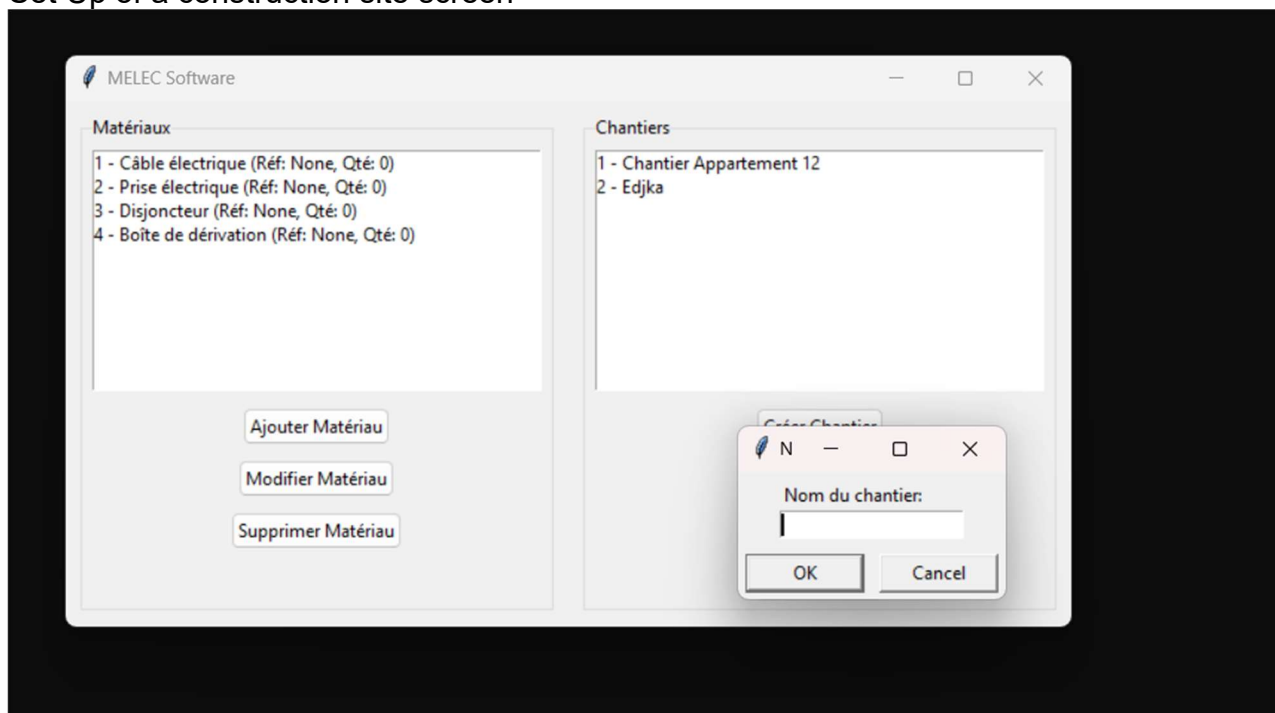 Set Up of a construction site screen
MELEC Software
Matériaux
1 - Câble électrique (Réf: None, Qté: 0)
2 - Prise électrique (Réf: None, Qté: 0)
3 - Disjoncteur (Réf: None, Qté: 0)
4 - Boîte de dérivation (Réf: None, Qté: 0)
Ajouter Matériau
Modifier Matériau
Supprimer Matériau
Chantiers
1 - Chantier Appartement 12
2 - Edjka
Créer Chantier
N
Nom du chantier:
OK
Cancel